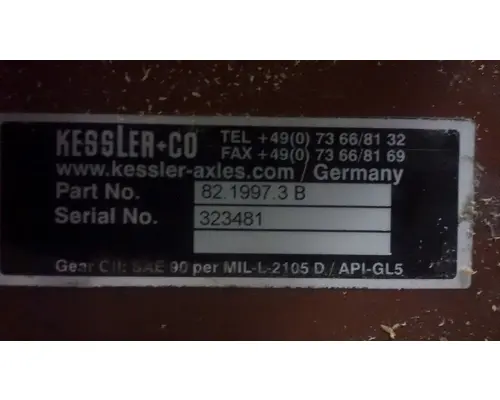 KESSLER+CO TEL +49(0) 73 66/81 32
FAX +49(0) 73 66/81 69
www.kessler-axles.com / Germany
Part No. 82.1997.3 B
Serial No. 323481
Gear Oil: SAE 90 per MIL-L-2105 D / API-GL5